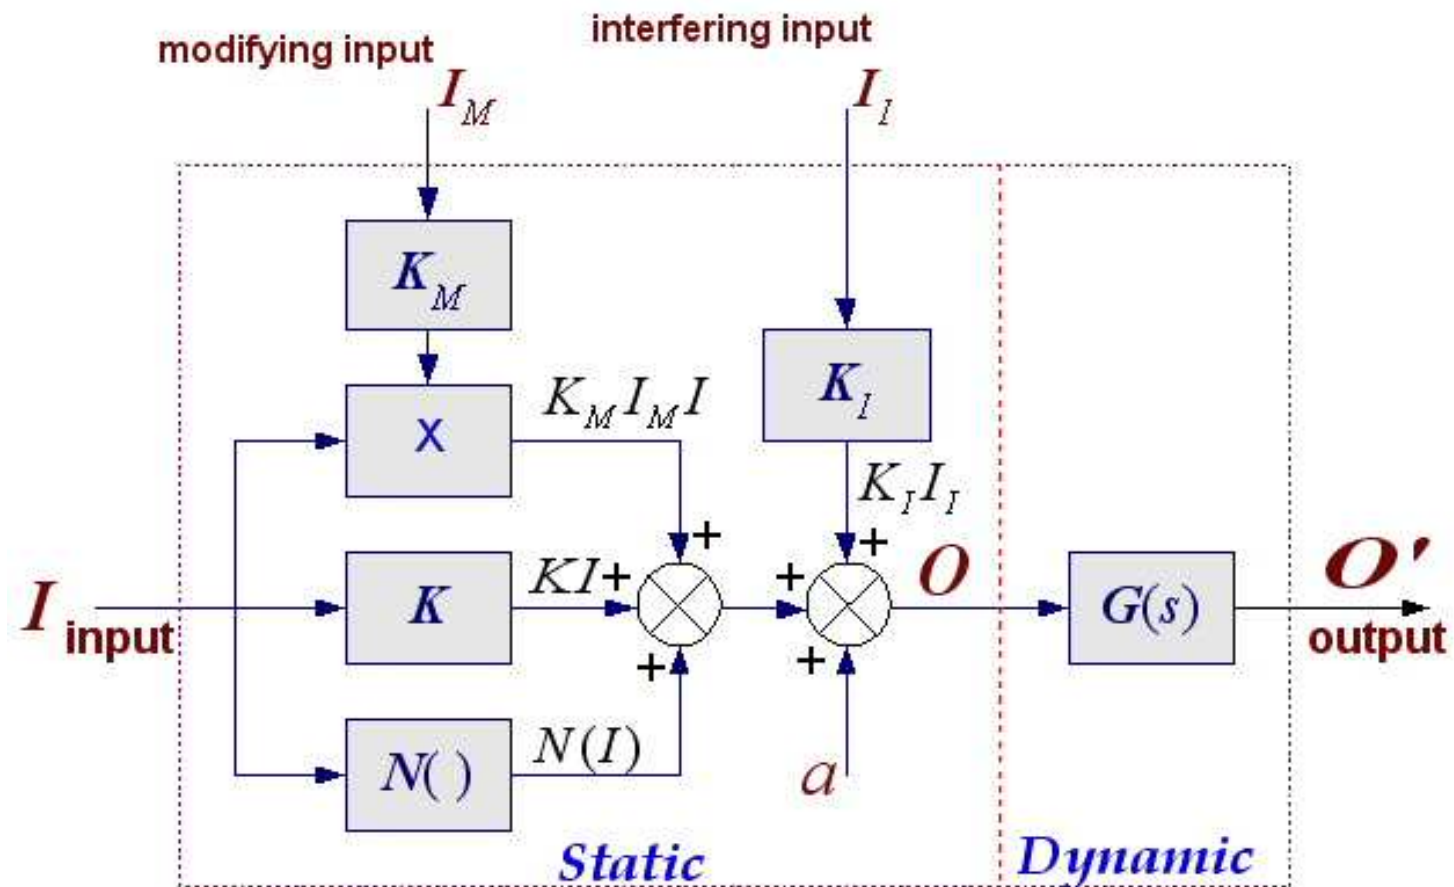 modifying input
interfering input
I_M
I_I
K_M
X
K_M I_M I
K_I
K_I I_I
+
+
I
input
K
KI
+
+
O
G(s)
O'
output
+
+
N( )
N(I)
a
Static
Dynamic